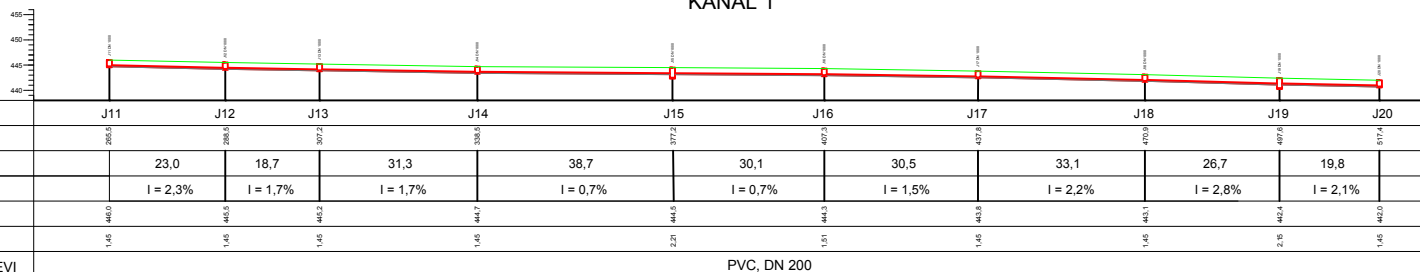 KANAL 1
455
450
445
440
J11 J12 J13 J14 J15 J16 J17 J18 J19 J20
265,5 288,5 307,2 338,5 377,2 407,3 437,8 470,9 497,6 517,4
23,0 18,7 31,3 38,7 30,1 30,5 33,1 26,7 19,8
I = 2,3% I = 1,7% I = 1,7% I = 0,7% I = 0,7% I = 1,5% I = 2,2% I = 2,8% I = 2,1%
446,0 445,5 445,2 444,7 444,5 444,3 443,8 443,1 442,4 442,0
1,45 1,45 1,45 1,45 2,21 1,51 1,45 1,45 2,15 1,45
EVI PVC, DN 200